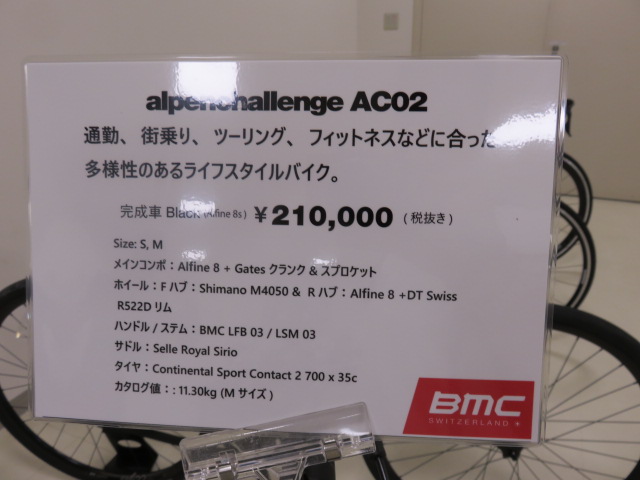 alpenchallenge AC02
通勤、街乗り、ツーリング、フィットネスなどに合った
多様性のあるライフスタイルバイク。
完成車 Black (Alfine 8s) ¥210,000 (税抜き)
Size: S, M
メインコンポ：Alfine 8 + Gates クランク & スプロケット
ホイール：F ハブ：Shimano M4050 & R ハブ：Alfine 8 +DT Swiss
R522D リム
ハンドル / ステム：BMC LFB 03 / LSM 03
サドル：Selle Royal Sirio
タイヤ：Continental Sport Contact 2 700 x 35c
カタログ値：: 11.30kg (M サイズ )
BMC
SWITZERLAND